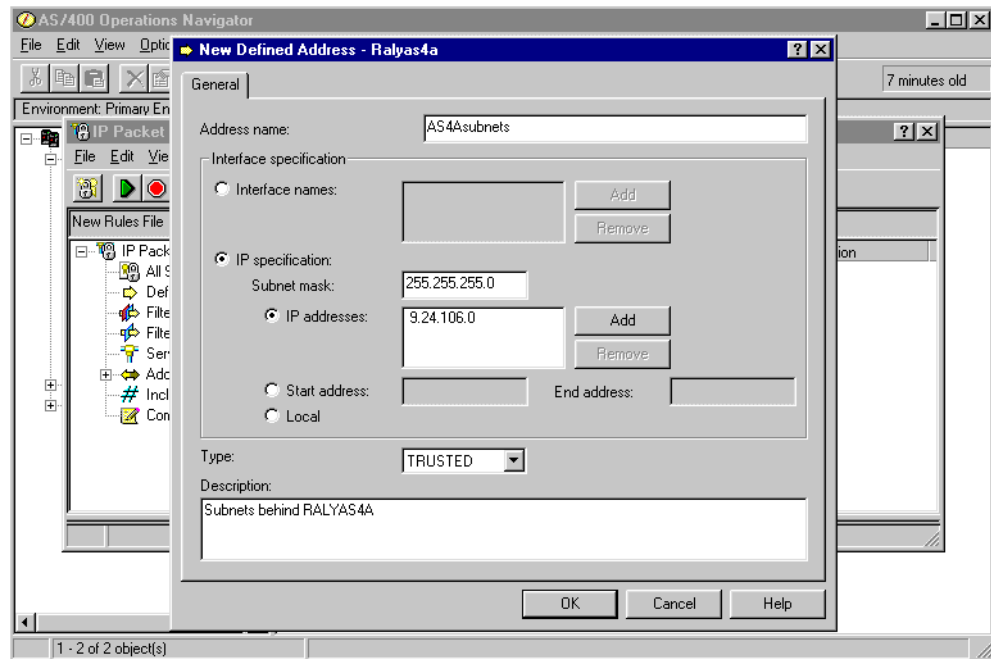 AS/400 Operations Navigator
File Edit View Optic
7 minutes old
Environment: Primary En
IP Packet
File Edit Vie
New Rules File
IP Pack
All S
Def
Filte
Filte
Ser
Add
Incl
Con
ion
New Defined Address - Ralyas4a
General
Address name: AS4Asubnets
Interface specification
Interface names: Add
Remove
IP specification:
Subnet mask: 255.255.255.0
IP addresses: 9.24.106.0 Add
Remove
Start address: End address:
Local
Type: TRUSTED
Description:
Subnets behind RALYAS4A
OK Cancel Help
1 - 2 of 2 object(s)